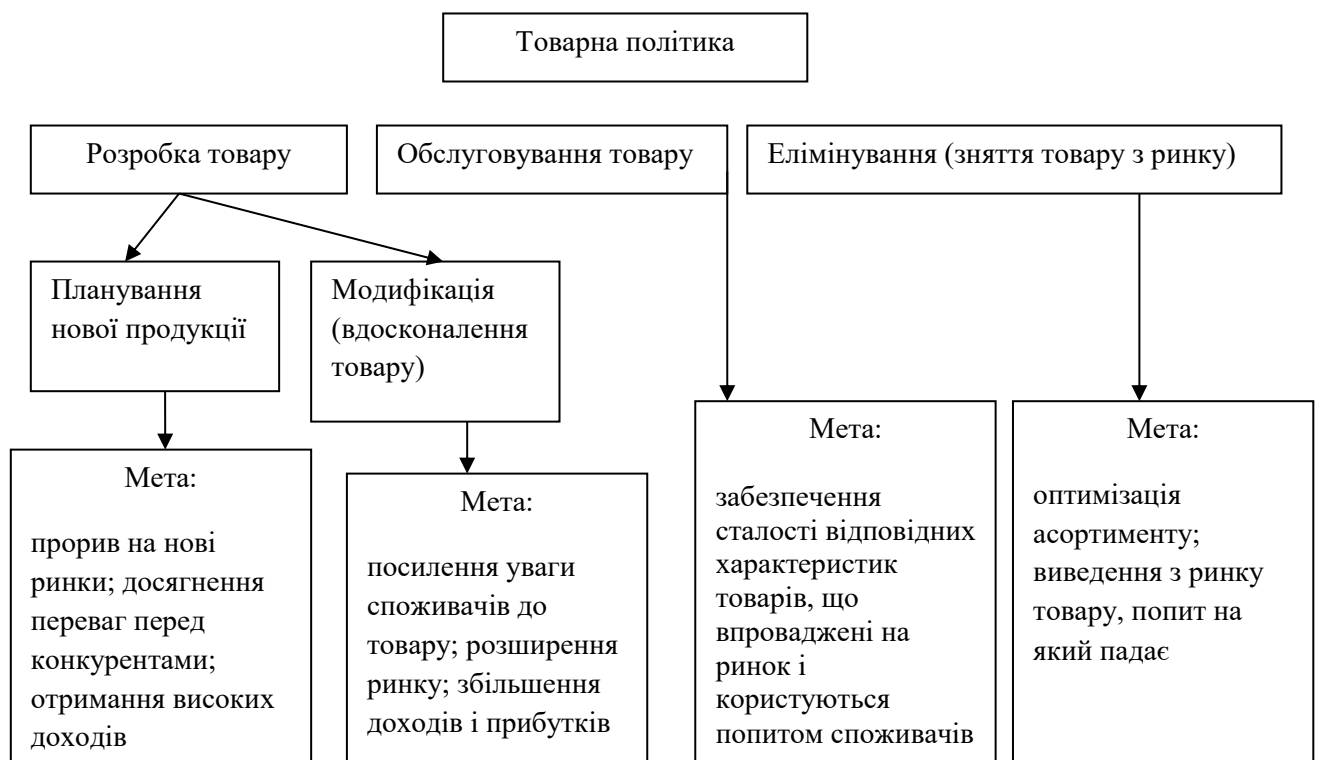 Товарна політика
Розробка товару
Обслуговування товару
Елімінування (зняття товару з ринку)
Планування
нової продукції
Модифікація
(вдосконалення
товару)
Мета:
прорив на нові
ринки; досягнення
переваг перед
конкурентами;
отримання високих
доходів
Мета:
посилення уваги
споживачів до
товару; розширення
ринку; збільшення
доходів і прибутків
Мета:
забезпечення
сталості відповідних
характеристик
товарів, що
впроваджені на
ринок і
користуються
попитом споживачів
Мета:
оптимізація
асортименту;
виведення з ринку
товару, попит на
який падає